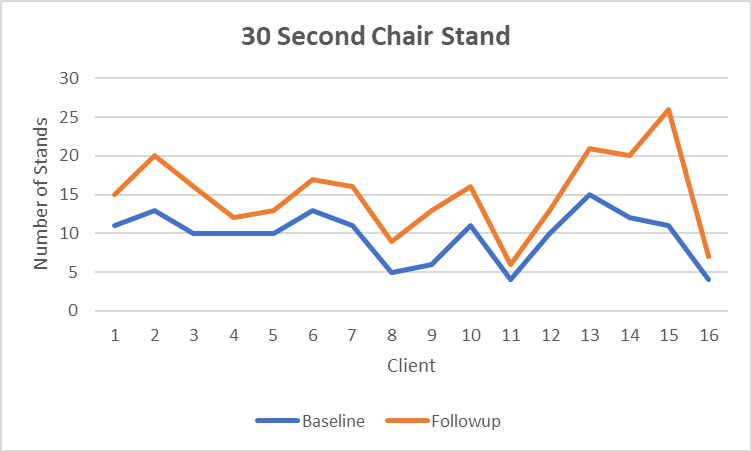 30 Second Chair Stand
Number of Stands
30
25
20
15
10
5
0
1 2 3 4 5 6 7 8 9 10 11 12 13 14 15 16
Client
Baseline Followup